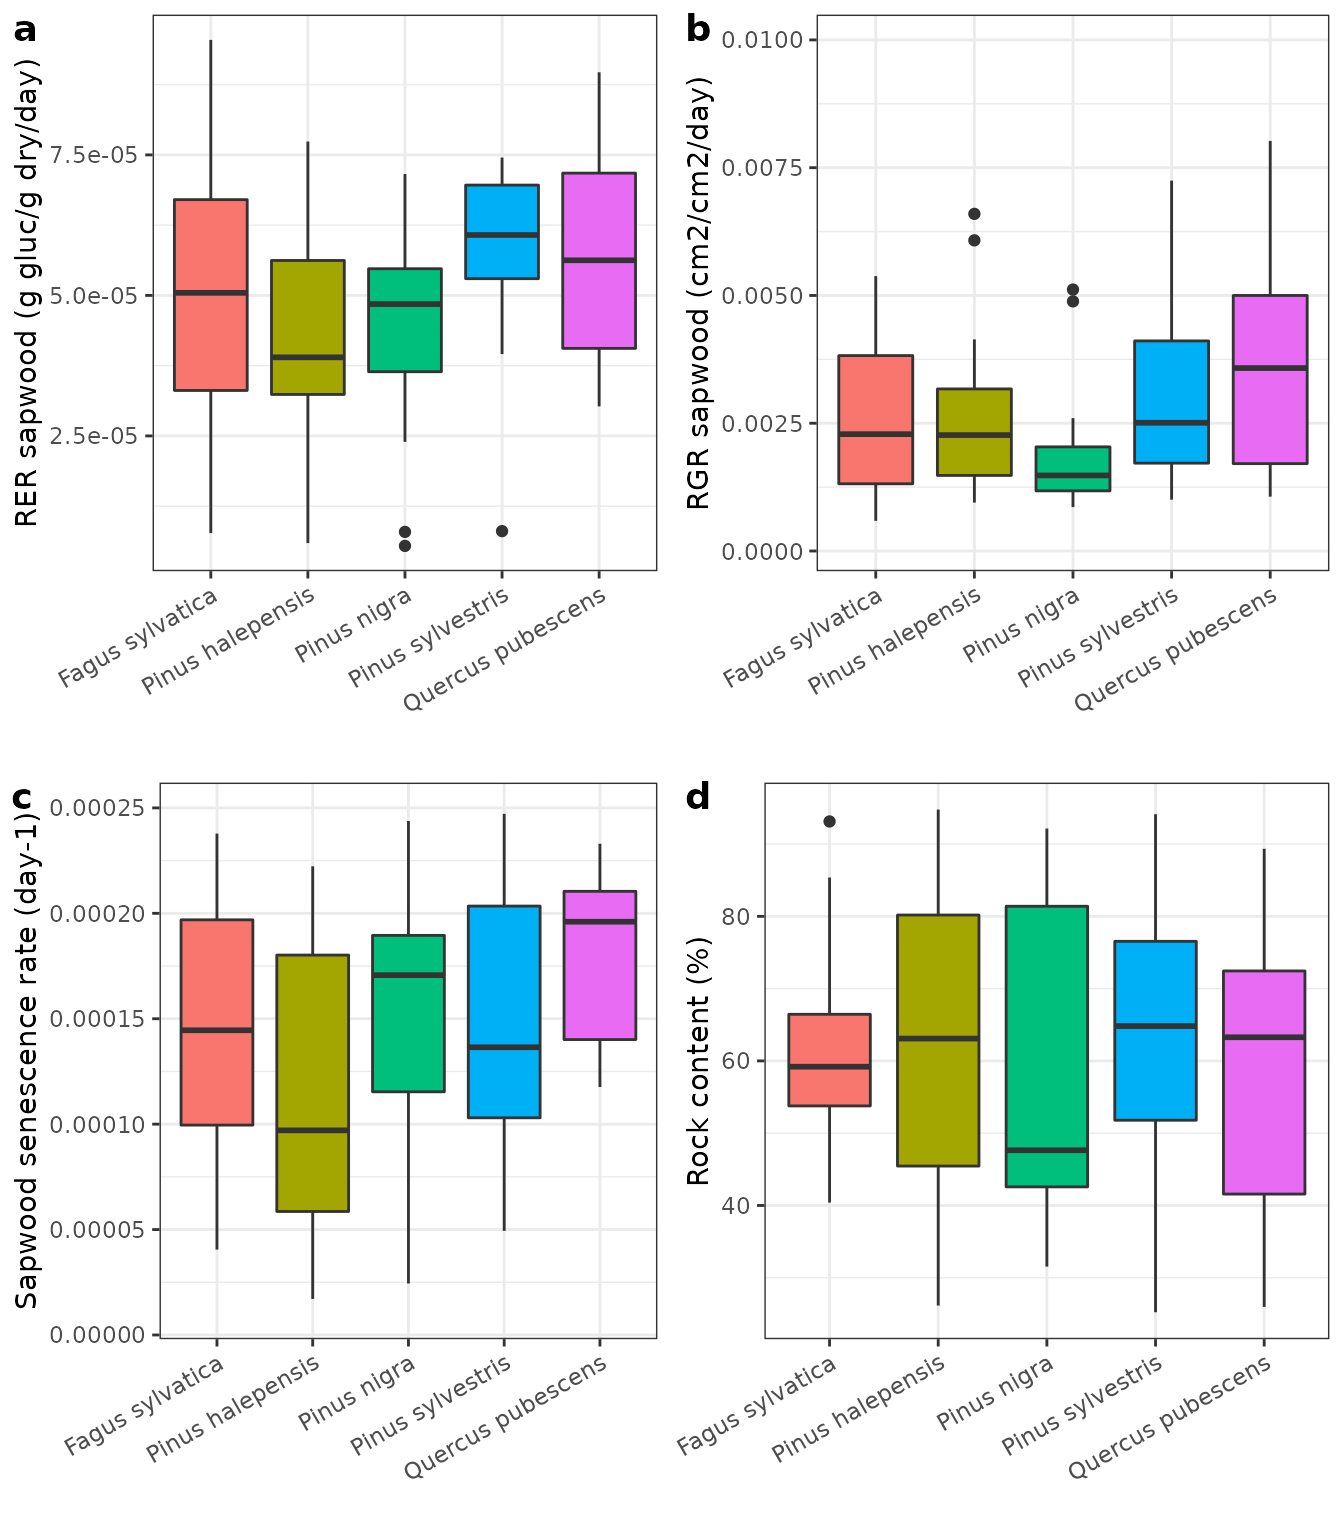 a
RER sapwood (g gluc/g dry/day)
7.5e-05
5.0e-05
2.5e-05
Fagus sylvatica
Pinus halepensis
Pinus nigra
Pinus sylvestris
Quercus pubescens
b
RGR sapwood (cm2/cm2/day)
0.0100
0.0075
0.0050
0.0025
0.0000
Fagus sylvatica
Pinus halepensis
Pinus nigra
Pinus sylvestris
Quercus pubescens
c
Sapwood senescence rate (day-1)
0.00025
0.00020
0.00015
0.00010
0.00005
0.00000
Fagus sylvatica
Pinus halepensis
Pinus nigra
Pinus sylvestris
Quercus pubescens
d
Rock content (%)
80
60
40
Fagus sylvatica
Pinus halepensis
Pinus nigra
Pinus sylvestris
Quercus pubescens